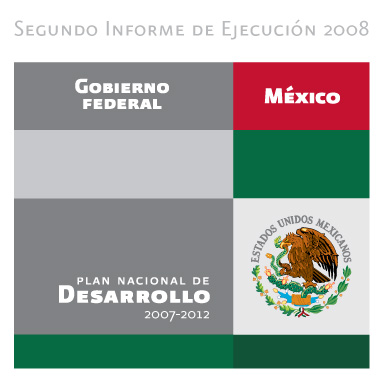 Segundo Informe de Ejecución 2008
Gobierno
federal
México
ESTADOS UNIDOS MEXICANOS
PLAN NACIONAL DE
Desarrollo
2007-2012